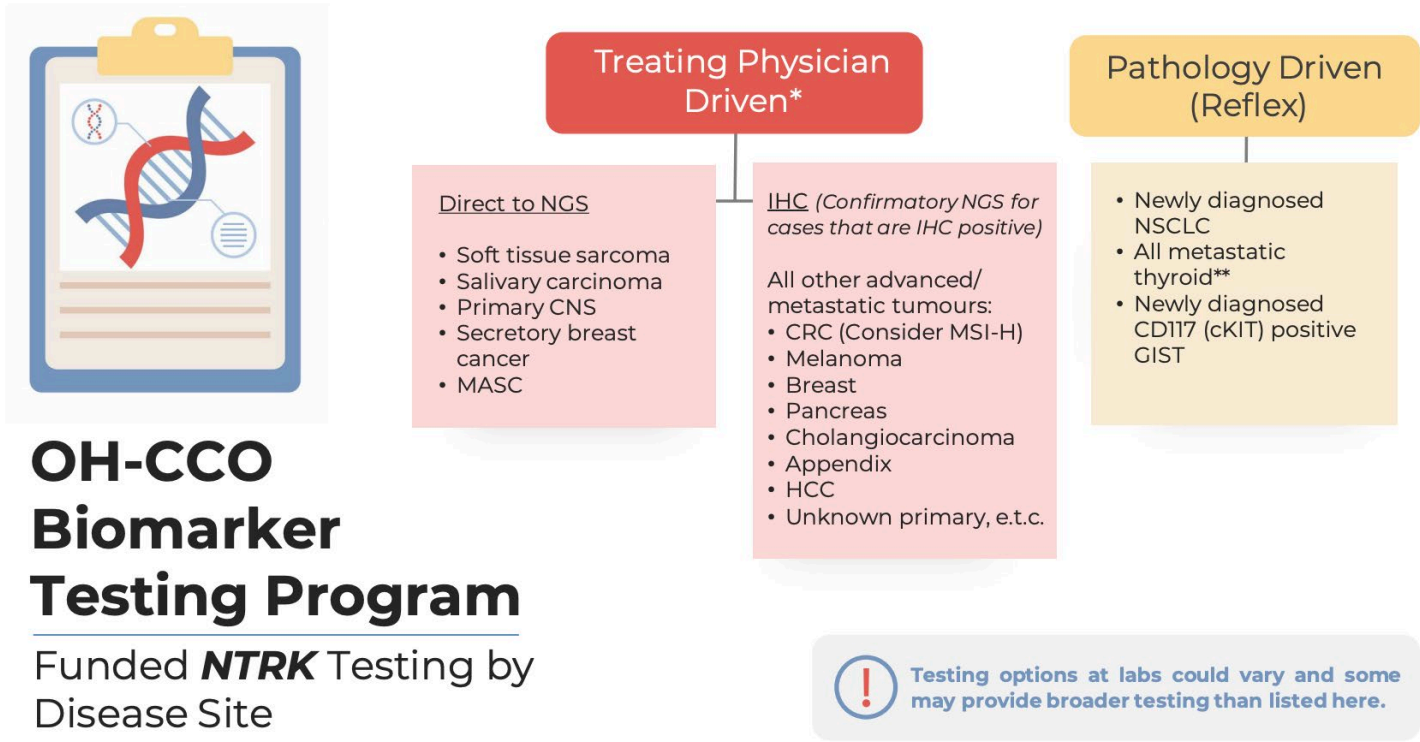 OH-CCO
Biomarker
Testing Program
Funded NTRK Testing by
Disease Site
Treating Physician
Driven*
Direct to NGS
• Soft tissue sarcoma
• Salivary carcinoma
• Primary CNS
• Secretory breast
cancer
• MASC
IHC (Confirmatory NGS for
cases that are IHC positive)
All other advanced/
metastatic tumours:
• CRC (Consider MSI-H)
• Melanoma
• Breast
• Pancreas
• Cholangiocarcinoma
• Appendix
• HCC
• Unknown primary, e.t.c.
Pathology Driven
(Reflex)
• Newly diagnosed
NSCLC
• All metastatic
thyroid**
• Newly diagnosed
CD117 (cKIT) positive
GIST
Testing options at labs could vary and some
may provide broader testing than listed here.